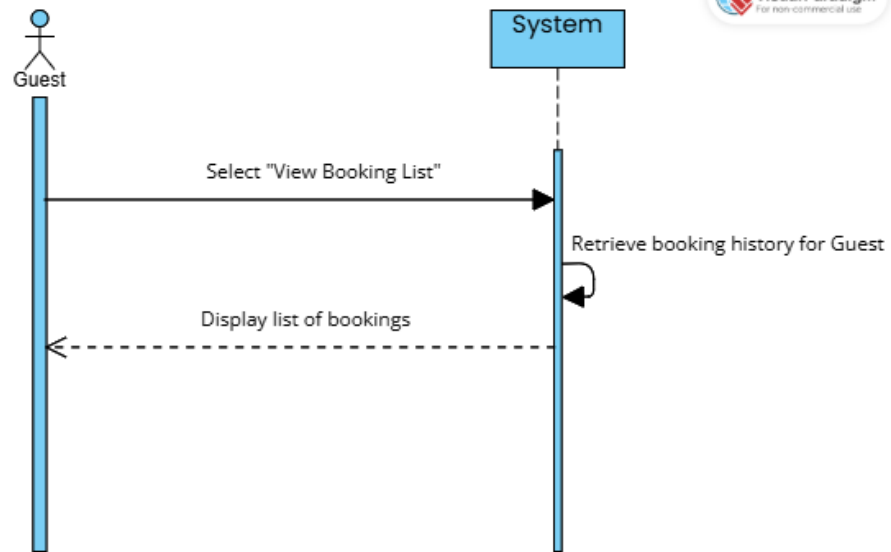 System
For non-commercial use
Guest
Select "View Booking List"
Retrieve booking history for Guest
Display list of bookings